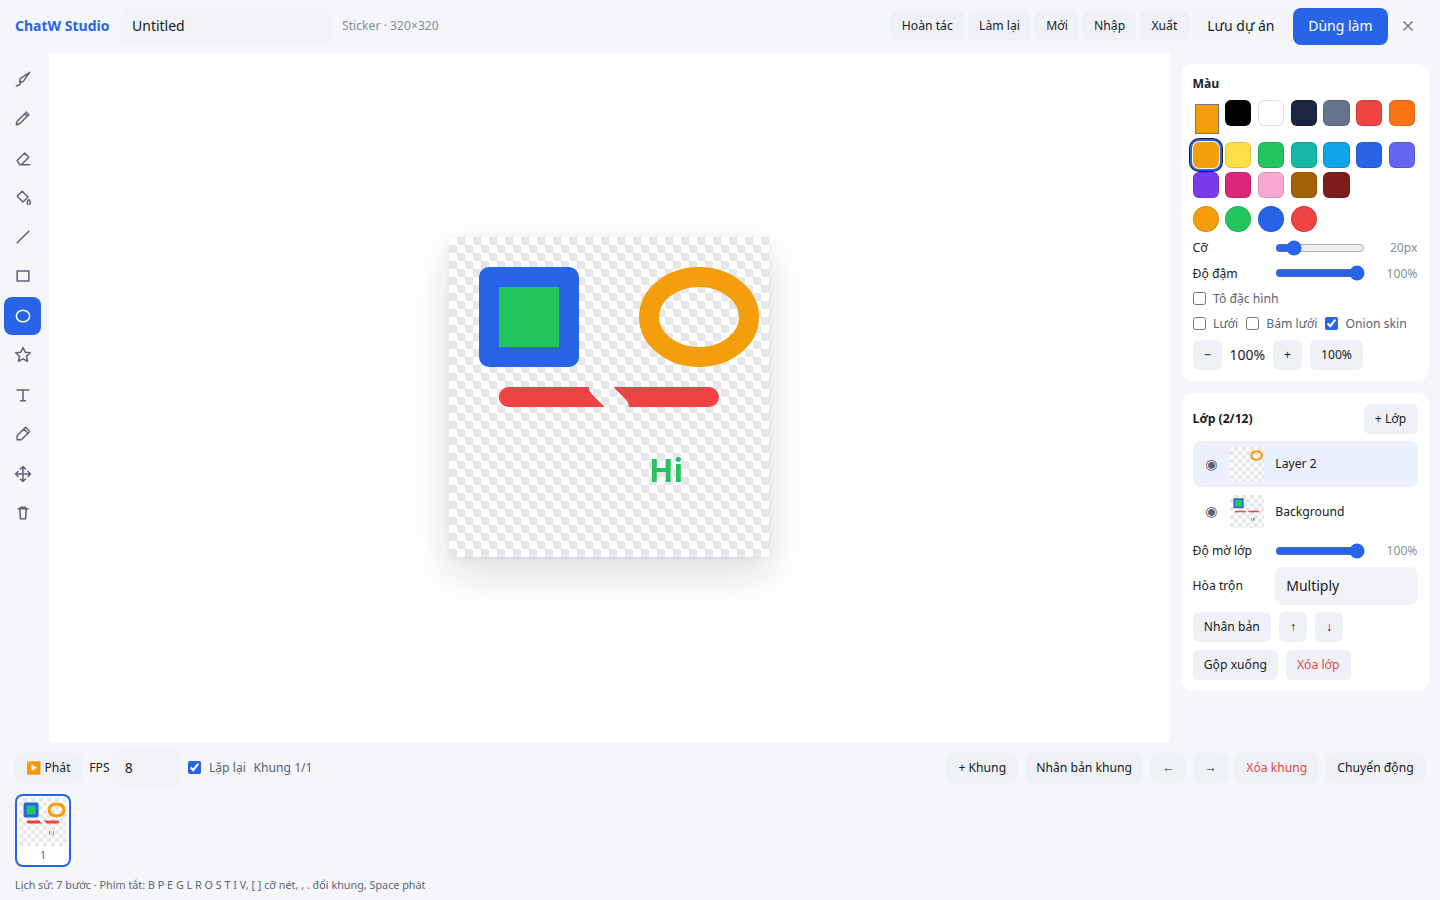 ChatW Studio Untitled Sticker · 320×320 Hoàn tác Làm lại Mới Nhập Xuất Lưu dự án Dùng làm
Màu
Cỡ 20px
Độ đậm 100%
Tô đặc hình
Lưới Bám lưới Onion skin
− 100% + 100%
Lớp (2/12) + Lớp
Layer 2
Background
Độ mờ lớp 100%
Hòa trộn Multiply
Nhân bản ↑ ↓
Gộp xuống Xóa lớp
Hi
Phát FPS 8 Lặp lại Khung 1/1 + Khung Nhân bản khung ← → Xóa khung Chuyển động
1
Lịch sử: 7 bước · Phím tắt: B P E G L R O S T I V, [ ] cỡ nét, , . đổi khung, Space phát